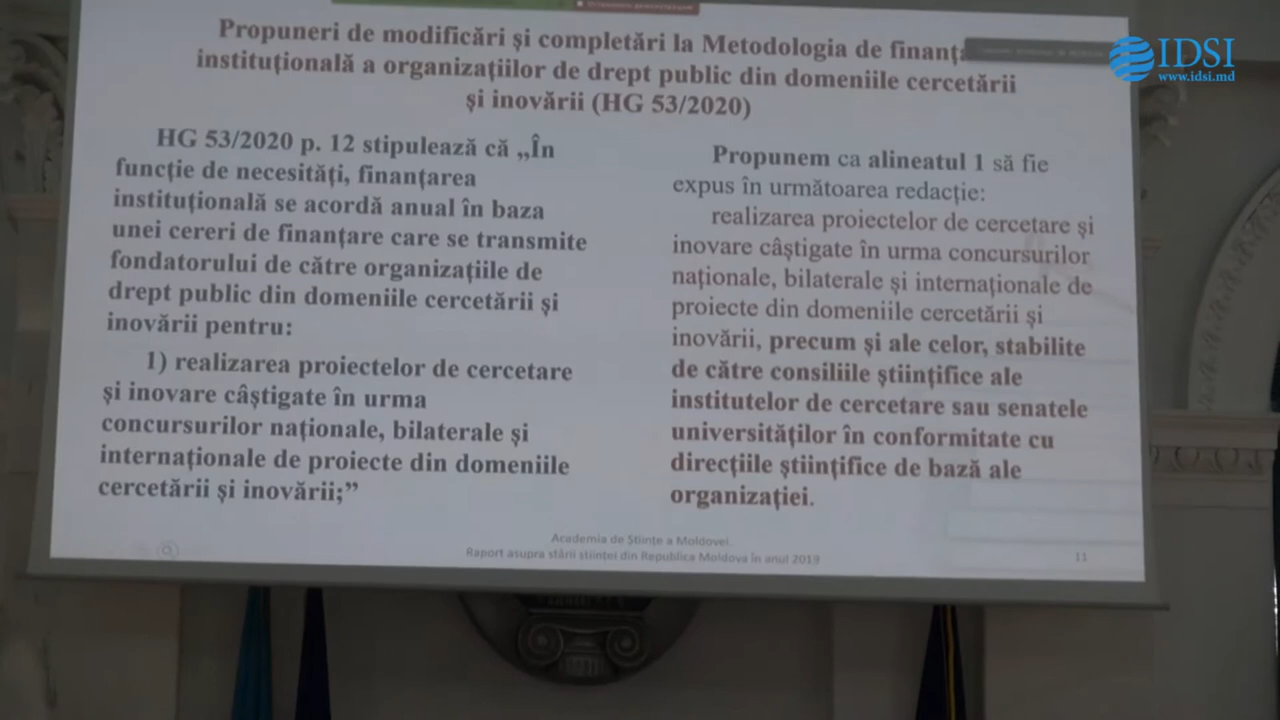 Propuneri de modificări și completări la Metodologia de finanț
instituțională a organizațiilor de drept public din domeniile cercetării
și inovării (HG 53/2020)
HG 53/2020 p. 12 stipulează că „În
funcție de necesități, finanțarea
instituțională se acordă anual în baza
unei cereri de finanțare care se transmite
fondatorului de către organizațiile de
drept public din domeniile cercetării și
inovării pentru:
1) realizarea proiectelor de cercetare
și inovare câștigate în urma
concursurilor naționale, bilaterale și
internaționale de proiecte din domeniile
cercetării și inovării;”
Propunem ca alineatul 1 să fie
expus în următoarea redacție:
realizarea proiectelor de cercetare și
inovare câștigate în urma concursurilor
naționale, bilaterale și internaționale de
proiecte din domeniile cercetării și
inovării, precum și ale celor, stabilite
de către consiliile științifice ale
institutelor de cercetare sau senatele
universităților în conformitate cu
direcțiile științifice de bază ale
organizației.
Academia de Științe a Moldovei.
Raport asupra stării științei din Republica Moldova în anul 2019
11
IDSI
www.idsi.md